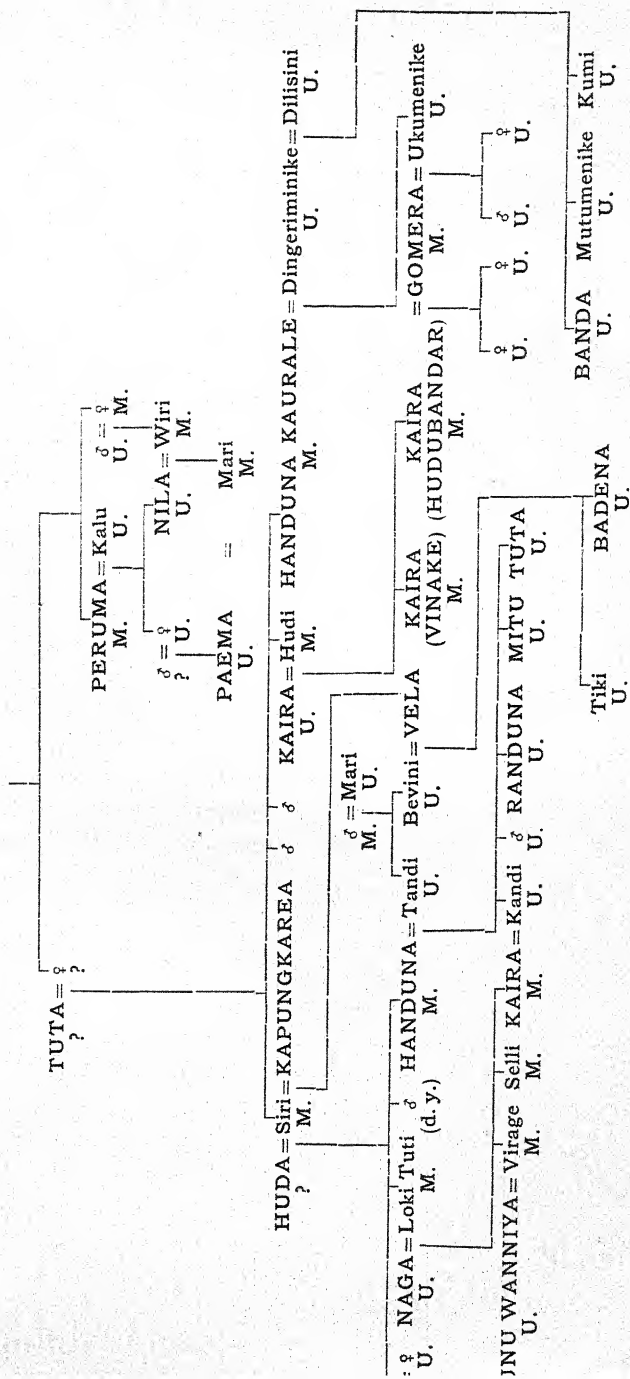 TUTA = ♀
? ?
PERUMA = Kalu ♂ = ♀
M. U. U. M.
♂ = ♀ NILA = Wiri
? U. U. M.
PAEMA = Mari
U. M.
HUDA = Siri = KAPUNGKAREA ♂ ♂ KAIRA = Hudi HANDUNA KAURALE = Dingeriminike = Dilisini
? M. U. M. M. U. U.
♂ = Mari
M. U.
♀ NAGA = Loki Tuti ♂ HANDUNA = Tandi Bevini = VELA KAIRA KAIRA = GOMERA = Ukumenike
U. U. M. (d. y.) M. U. U. (VINAKE) (HUDUBANDAR) M. U.
M. M.
UNU WANNIYA = Virage Selli KAIRA = Kandi ♂ RANDUNA MITU TUTA ♀ ♀ ♂ ♀
U. M. M. M. U. U. U. U. U. U. U. U. U.
Tiki BADENA BANDA Mutumenike Kumi
U. U. U. U. U.